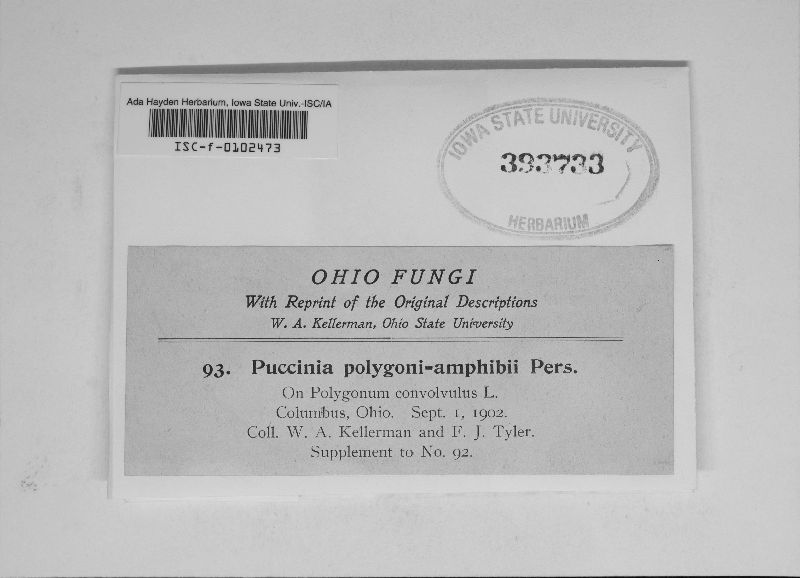 Ada Hayden Herbarium, Iowa State Univ.-ISC/IA
ISC-f-0102473
IOWA STATE UNIVERSITY
393733
HERBARIUM
OHIO FUNGI
With Reprint of the Original Descriptions
W. A. Kellerman, Ohio State University
93. Puccinia polygoni-amphibii Pers.
On Polygonum convolvulus L.
Columbus, Ohio. Sept. 1, 1902.
Coll. W. A. Kellerman and F. J. Tyler.
Supplement to No. 92.